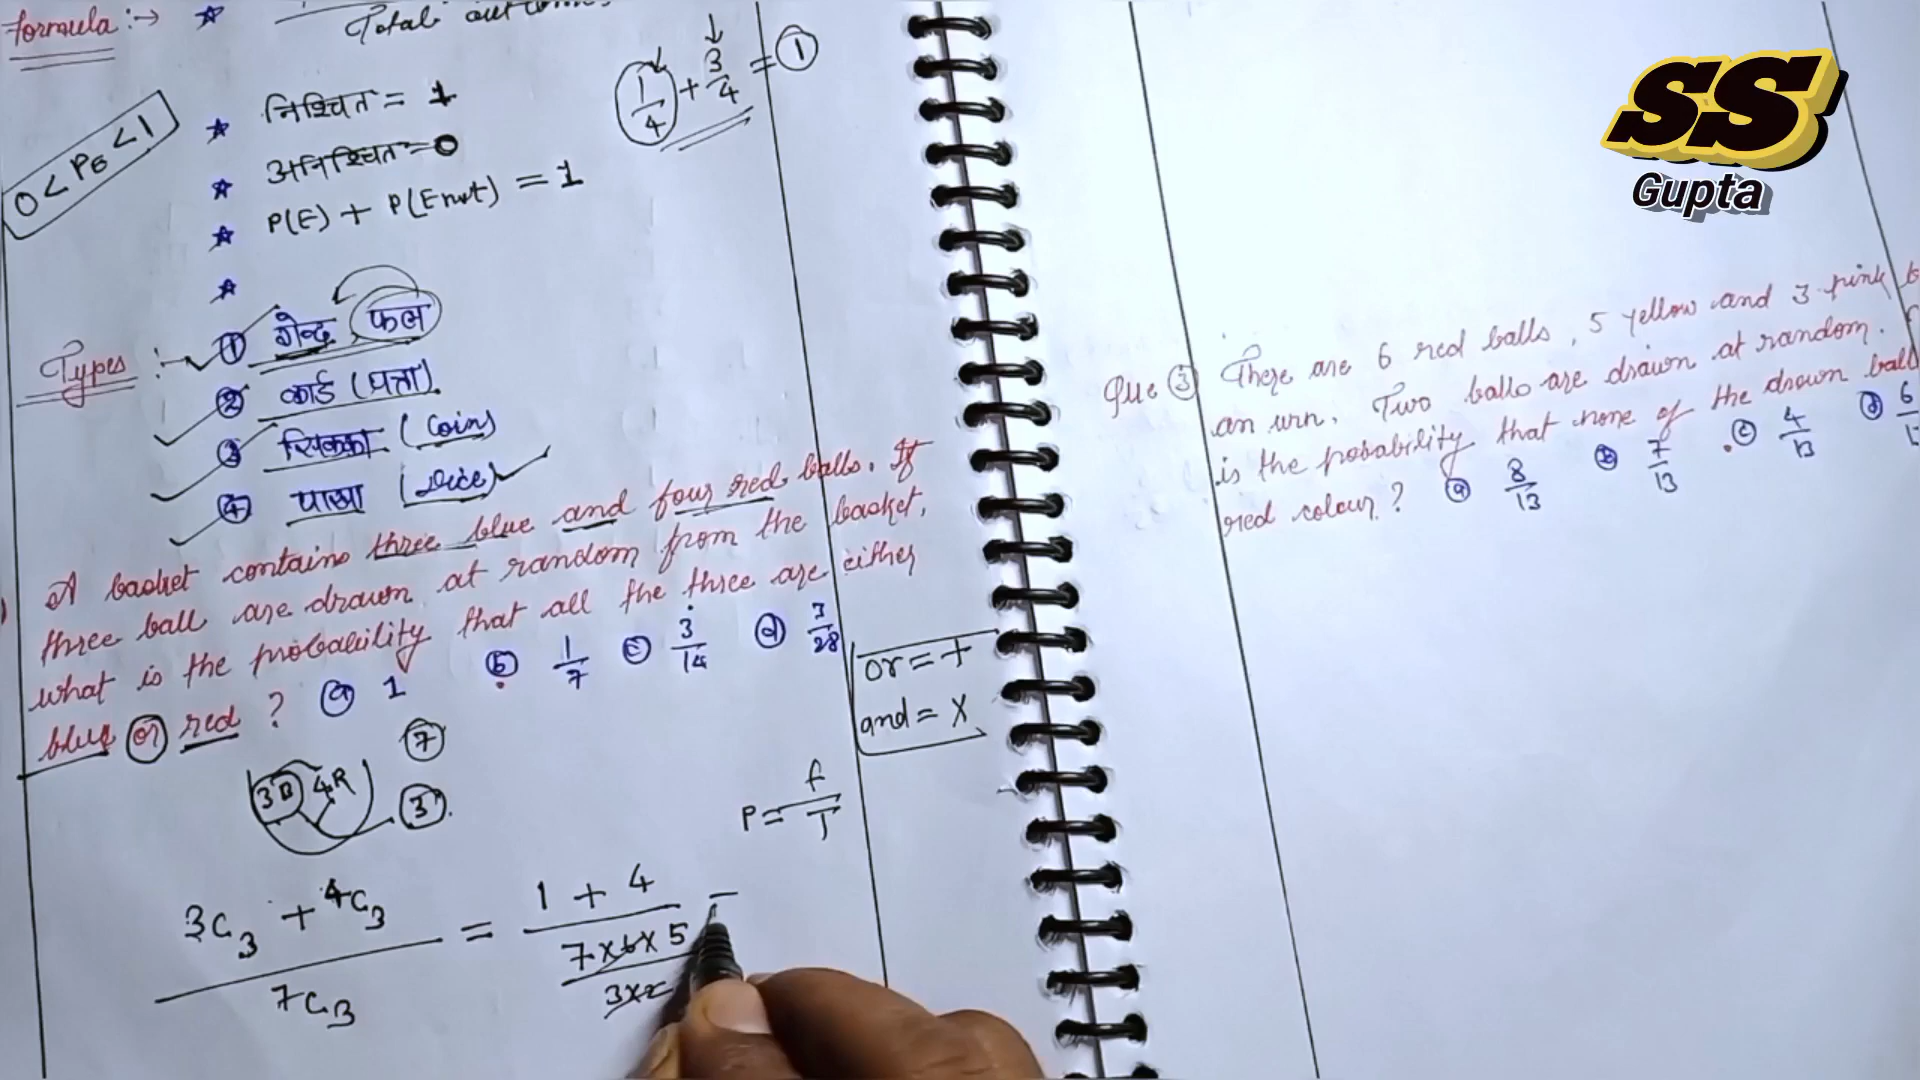 formula :→ Total outcomes
निश्चित = 1
अनिश्चित = 0
P(E) + P(E not) = 1
0 < PE < 1
1/4 + 3/4 = 1
Types :→ ① गेन्द फल
② कार्ड (पत्ता)
③ सिक्का (Coin)
④ पासा (Dice)
A basket contains three blue and four red balls. If
three ball are drawn at random from the basket,
what is the probability that all the three are either
blue or red ? ⓐ 1 ⓑ 1/7 ⓒ 3/14 ⓓ 3/28
or = +
and = X
3B 4R
7
3
P = f/T
3C3 + 4C3 / 7C3 = 1 + 4 / 7x6x5 / 3x2
SS
Gupta
Que ③ There are 6 red balls, 5 yellow and 3 pink
an urn. Two balls are drawn at random.
is the probability that none of the drawn ball
red colour ? ⓐ 8/13 ⓑ 7/13 ⓒ 4/13 ⓓ